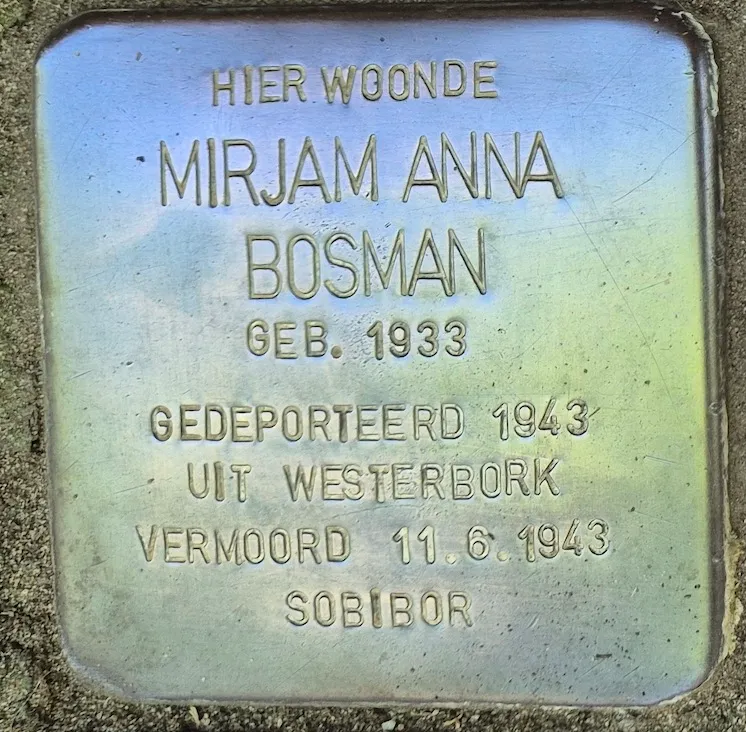 HIER WOONDE
MIRJAM ANNA
BOSMAN
GEB. 1933
GEDEPORTEERD 1943
UIT WESTERBORK
VERMOORD 11.6.1943
SOBIBOR